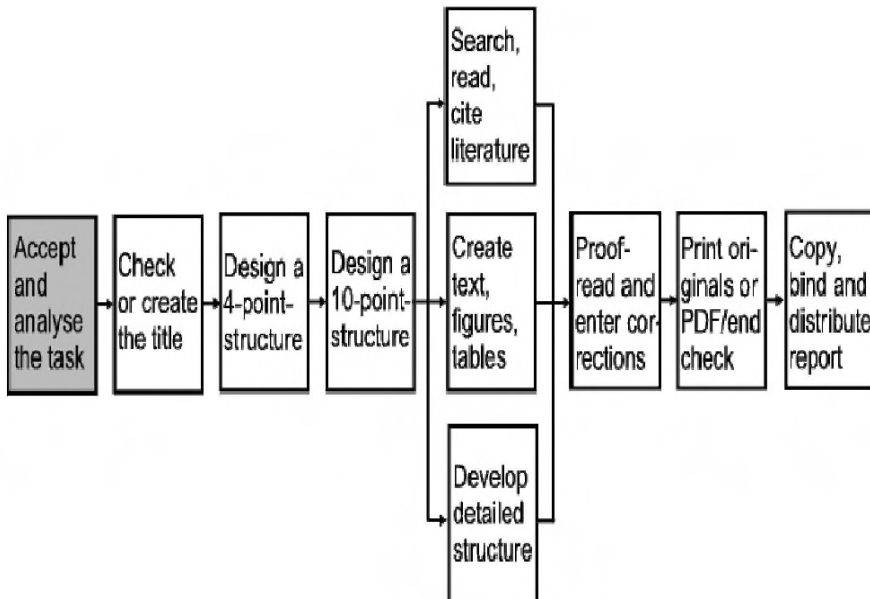 Search,
read,
cite
literature
Accept
and
analyse
the task
Check
or create
the title
Design a
4-point-
structure
Design a
10-point-
structure
Create
text,
figures,
tables
Proof-
read and
enter cor-
rections
Print ori-
ginals or
PDF/end
check
Copy,
bind and
distribute
report
Develop
detailed
structure